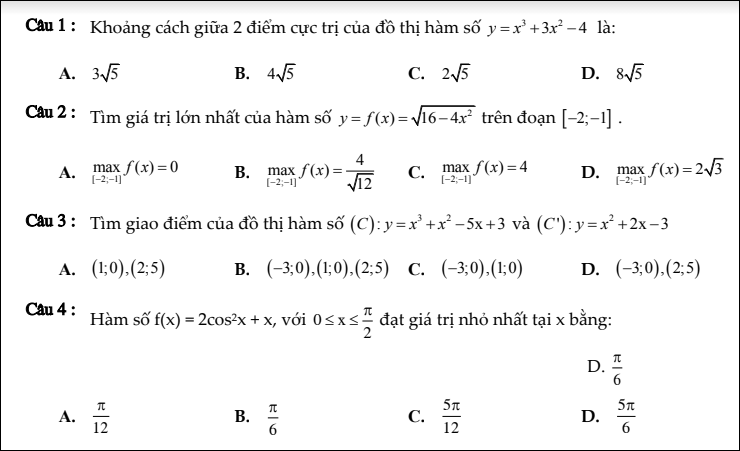 Câu 1 : Khoảng cách giữa 2 điểm cực trị của đồ thị hàm số y = x³ + 3x² − 4 là:
A. 3√5 B. 4√5 C. 2√5 D. 8√5
Câu 2 : Tìm giá trị lớn nhất của hàm số y = f(x) = √(16 − 4x²) trên đoạn [−2;−1] .
A. max[−2;−1] f(x) = 0 B. max[−2;−1] f(x) = 4/√12 C. max[−2;−1] f(x) = 4 D. max[−2;−1] f(x) = 2√3
Câu 3 : Tìm giao điểm của đồ thị hàm số (C): y = x³ + x² − 5x + 3 và (C'): y = x² + 2x − 3
A. (1;0),(2;5) B. (−3;0),(1;0),(2;5) C. (−3;0),(1;0) D. (−3;0),(2;5)
Câu 4 : Hàm số f(x) = 2cos²x + x, với 0 ≤ x ≤ π/2 đạt giá trị nhỏ nhất tại x bằng:
D. π/6
A. π/12 B. π/6 C. 5π/12 D. 5π/6